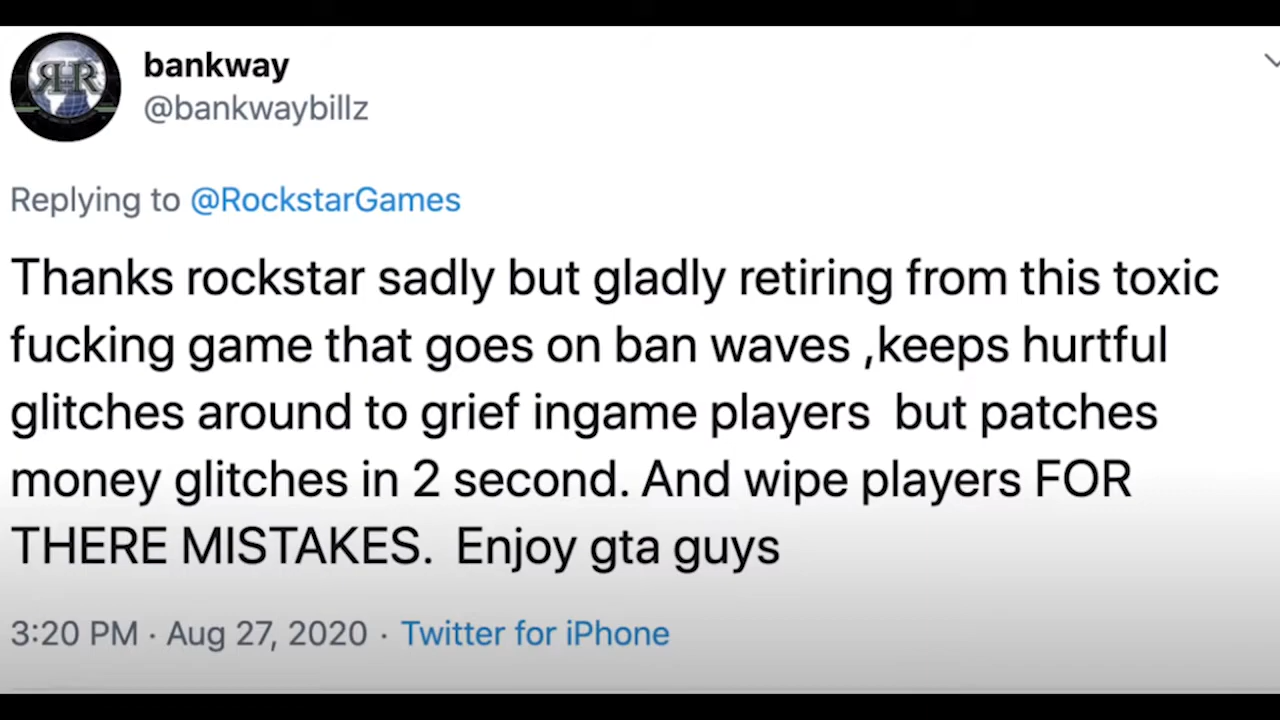 bankway
@bankwaybillz
Replying to @RockstarGames
Thanks rockstar sadly but gladly retiring from this toxic
fucking game that goes on ban waves ,keeps hurtful
glitches around to grief ingame players  but patches
money glitches in 2 second. And wipe players FOR
THERE MISTAKES.  Enjoy gta guys
3:20 PM · Aug 27, 2020 · Twitter for iPhone